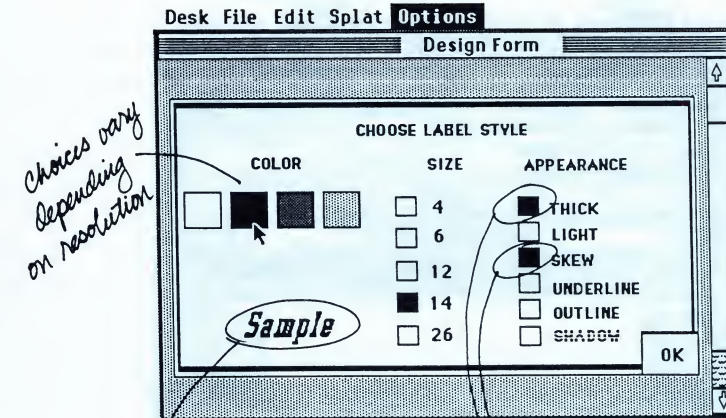 Desk File Edit Splat Options
Design Form
CHOOSE LABEL STYLE
COLOR SIZE APPEARANCE
choices vary
depending
on resolution
4
6
12
14
26
THICK
LIGHT
SKEW
UNDERLINE
OUTLINE
SHADOW
Sample
OK